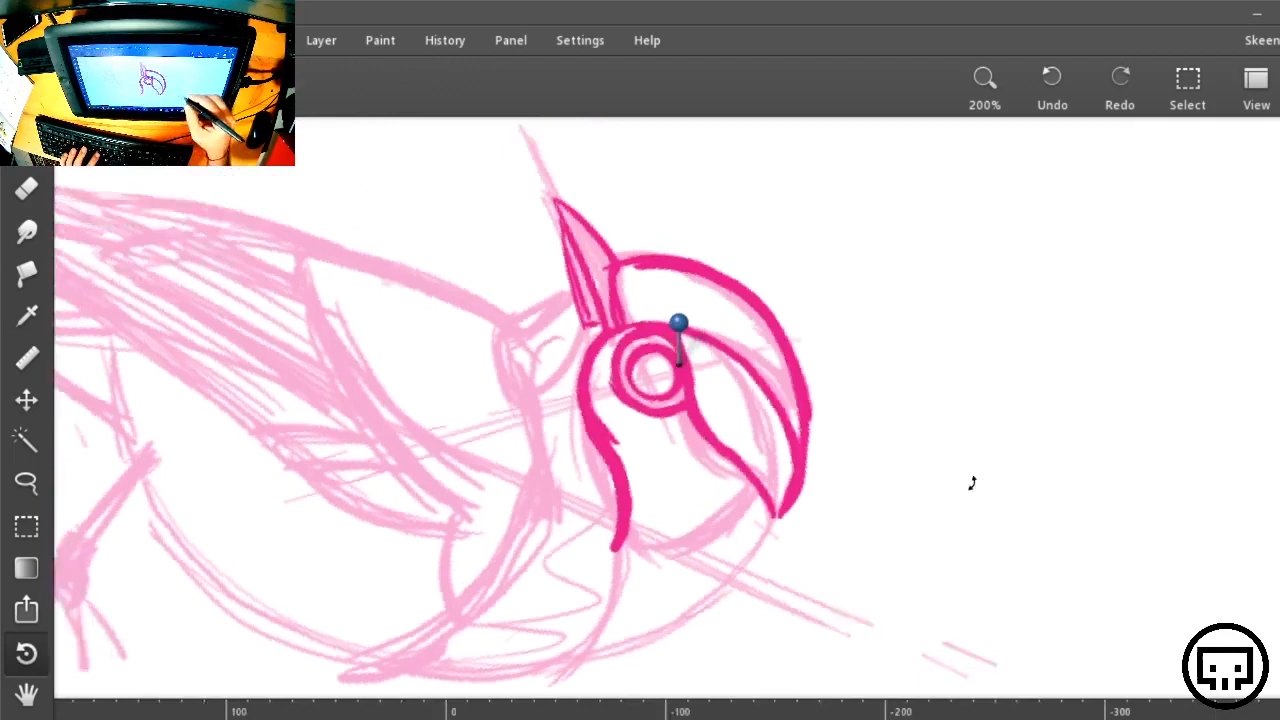 Layer Paint History Panel Settings Help Skeen
200% Undo Redo Select View
100 0 -100 -200 -300